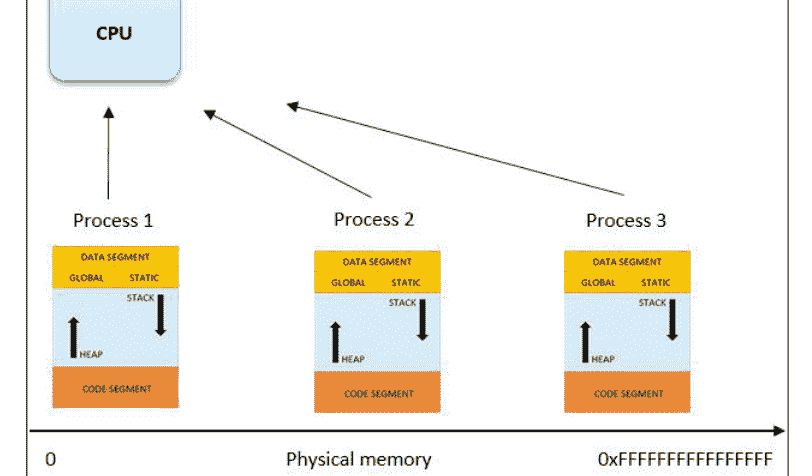 CPU
Process 1
Process 2
Process 3
DATA SEGMENT
GLOBAL STATIC
STACK
HEAP
CODE SEGMENT
DATA SEGMENT
GLOBAL STATIC
STACK
HEAP
CODE SEGMENT
DATA SEGMENT
GLOBAL STATIC
STACK
HEAP
CODE SEGMENT
0 Physical memory 0xFFFFFFFFFFFFFFFF